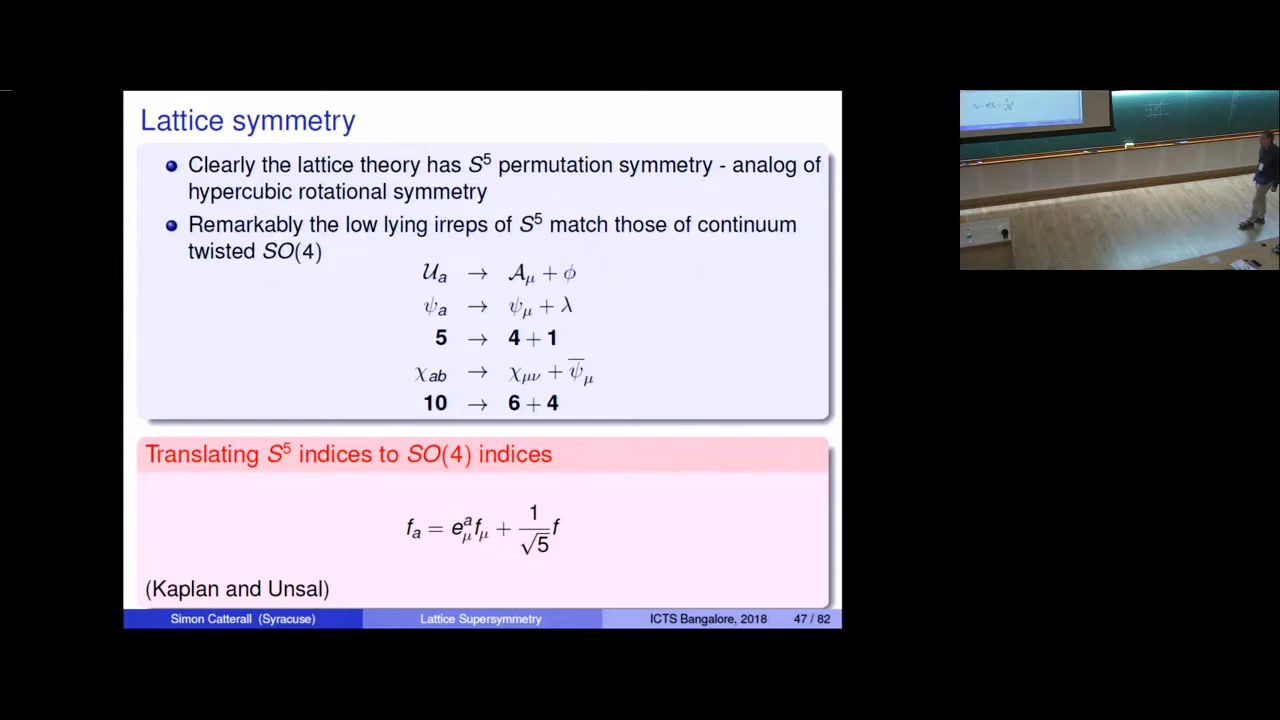 Lattice symmetry
Clearly the lattice theory has S⁵ permutation symmetry - analog of
hypercubic rotational symmetry
Remarkably the low lying irreps of S⁵ match those of continuum
twisted SO(4)
𝒰ₐ → 𝒜_μ + ϕ
ψₐ → ψ_μ + λ
5 → 4 + 1
χ_ab → χ_μν + ψ̅_μ
10 → 6 + 4
Translating S⁵ indices to SO(4) indices
fₐ = e^a_μ f_μ + 1/√5 f
(Kaplan and Unsal)
Simon Catterall (Syracuse) Lattice Supersymmetry ICTS Bangalore, 2018 47 / 82